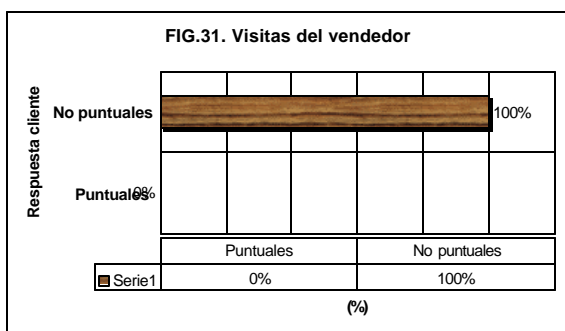 FIG.31. Visitas del vendedor
Respuesta cliente
No puntuales
100%
Puntuales
0%
Puntuales No puntuales
Serie1 0% 100%
(%)